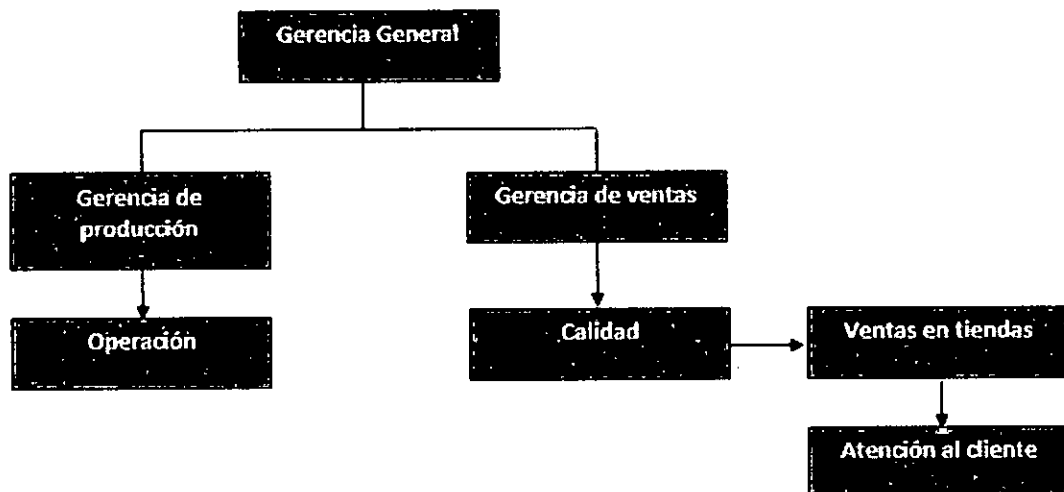 Gerencia General
Gerencia de
producción
Gerencia de ventas
Operación
Calidad
Ventas en tiendas
Atención al cliente